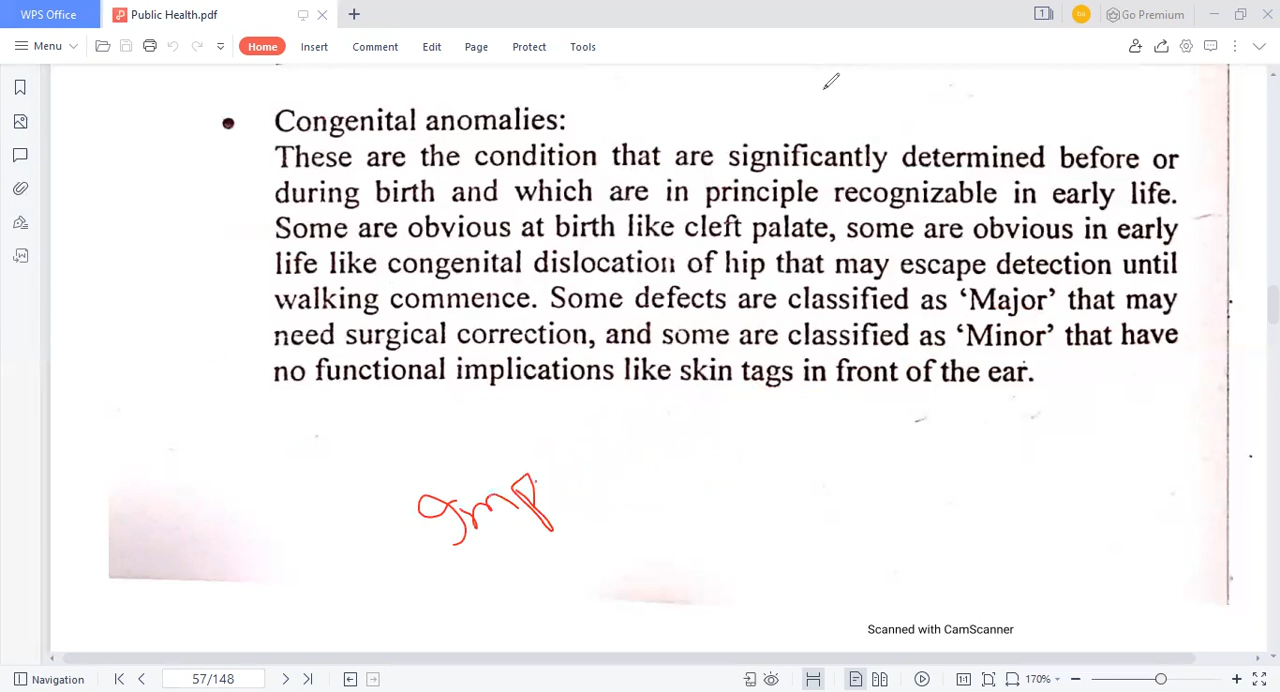 WPS Office
Public Health.pdf
1
Go Premium
Menu
Home
Insert
Comment
Edit
Page
Protect
Tools
Congenital anomalies:
These are the condition that are significantly determined before or
during birth and which are in principle recognizable in early life.
Some are obvious at birth like cleft palate, some are obvious in early
life like congenital dislocation of hip that may escape detection until
walking commence. Some defects are classified as ‘Major’ that may
need surgical correction, and some are classified as ‘Minor’ that have
no functional implications like skin tags in front of the ear.
Imp
Scanned with CamScanner
Navigation
57/148
1:1
170%